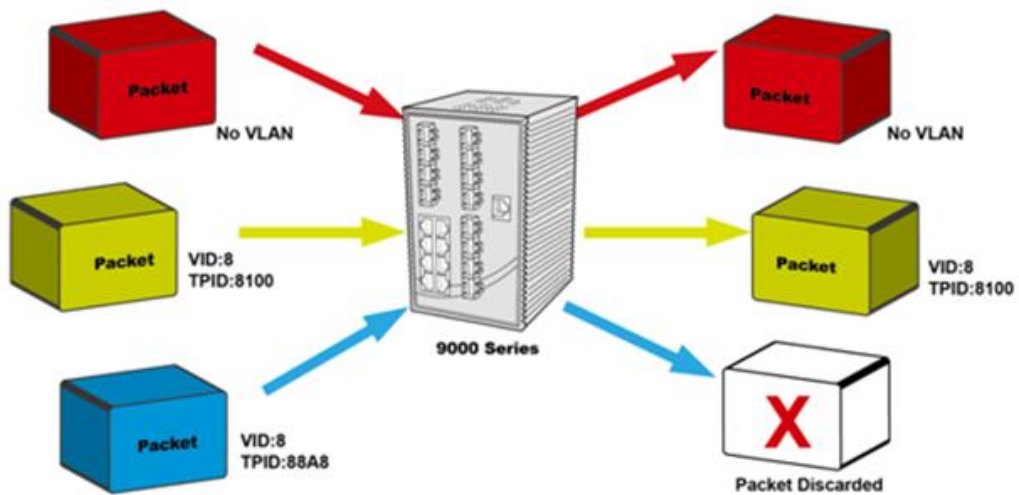 Packet
No VLAN
Packet
No VLAN
Packet
VID:8
TPID:8100
Packet
VID:8
TPID:8100
9000 Series
Packet
VID:8
TPID:88A8
X
Packet Discarded